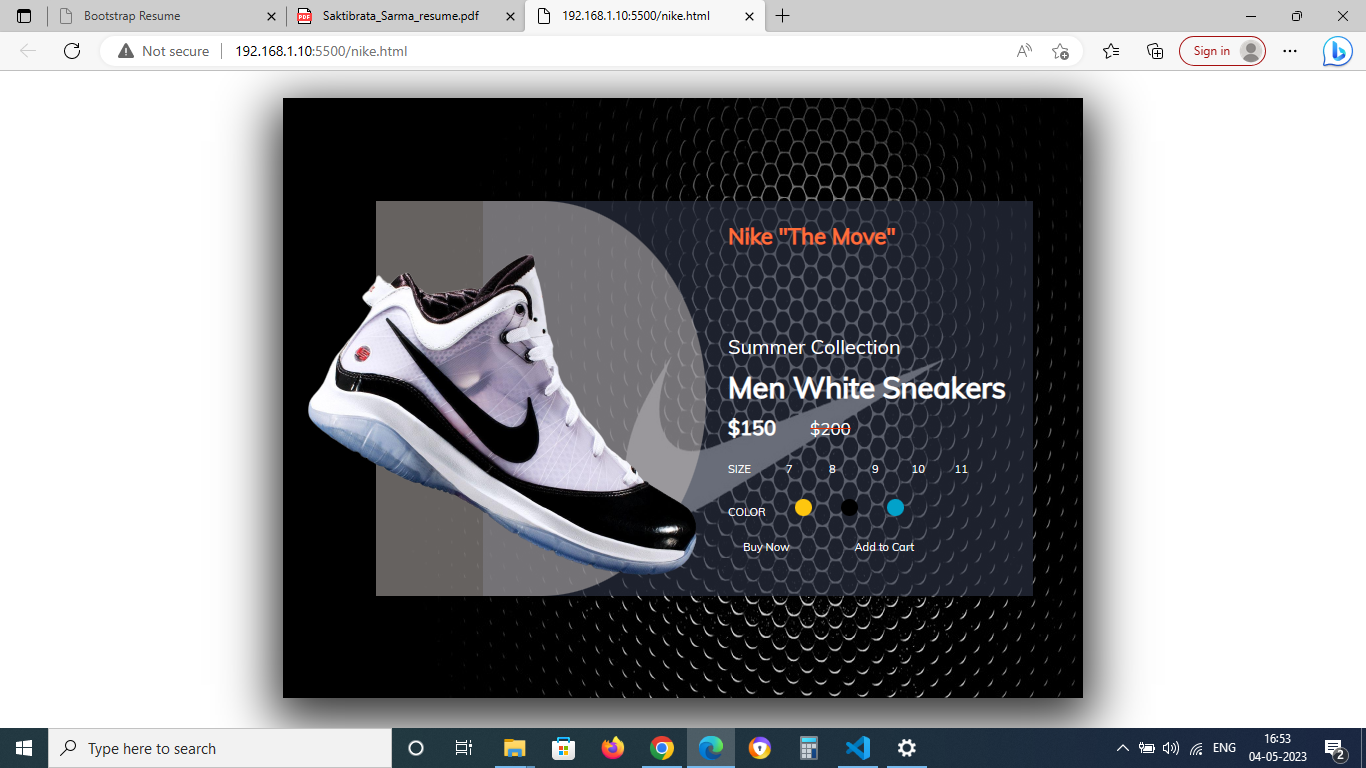 Bootstrap Resume
Saktibrata_Sarma_resume.pdf
192.168.1.10:5500/nike.html
Not secure
192.168.1.10:5500/nike.html
Sign in
Nike "The Move"
Summer Collection
Men White Sneakers
$150 $200
SIZE 7 8 9 10 11
COLOR
Buy Now Add to Cart
Type here to search
ENG
16:53
04-05-2023
2